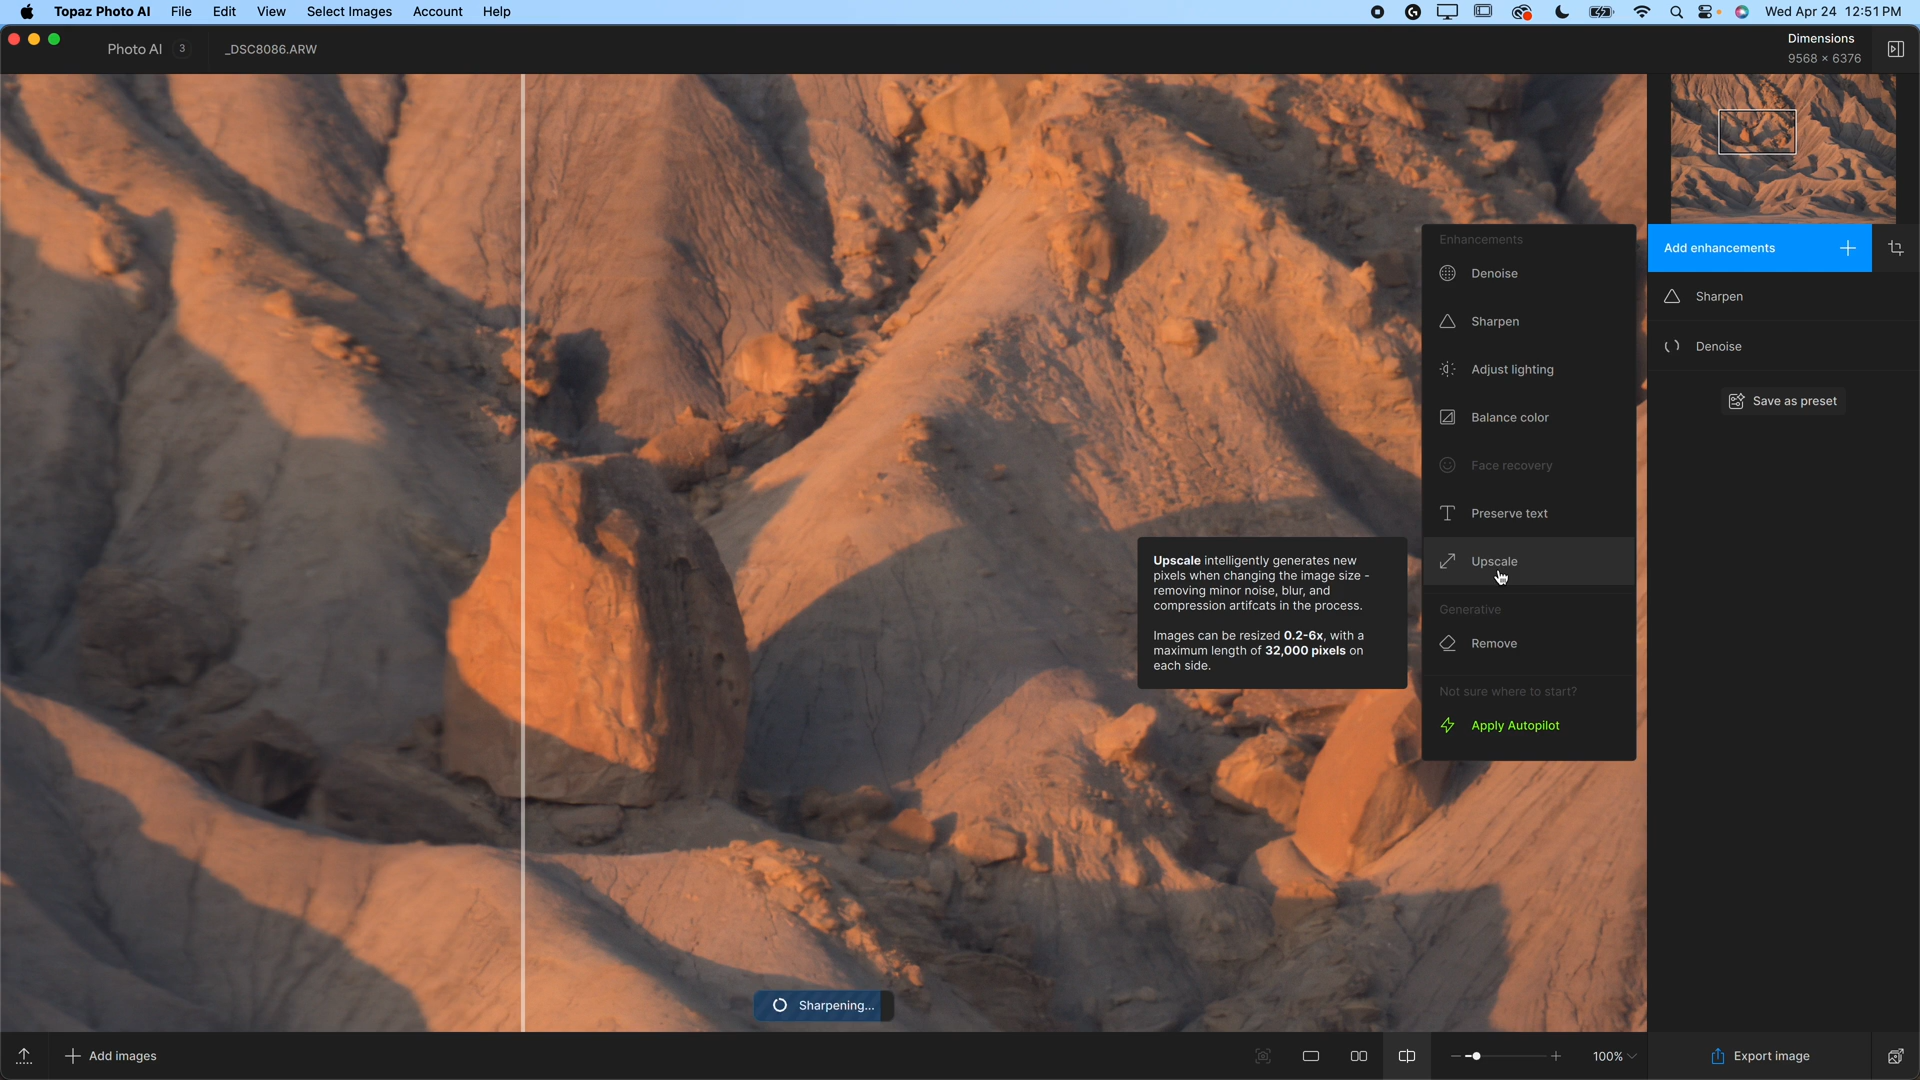 Topaz Photo AI File Edit View Select Images Account Help Wed Apr 24 12:51 PM
Photo AI 3 _DSC8086.ARW
Dimensions
9568 × 6376
Add enhancements
Sharpen
Denoise
Save as preset
Enhancements
Denoise
Sharpen
Adjust lighting
Balance color
Face recovery
Preserve text
Upscale
Generative
Remove
Not sure where to start?
Apply Autopilot
Upscale intelligently generates new
pixels when changing the image size -
removing minor noise, blur, and
compression artifcats in the process.
Images can be resized 0.2-6x, with a
maximum length of 32,000 pixels on
each side.
Sharpening...
Add images 100% Export image